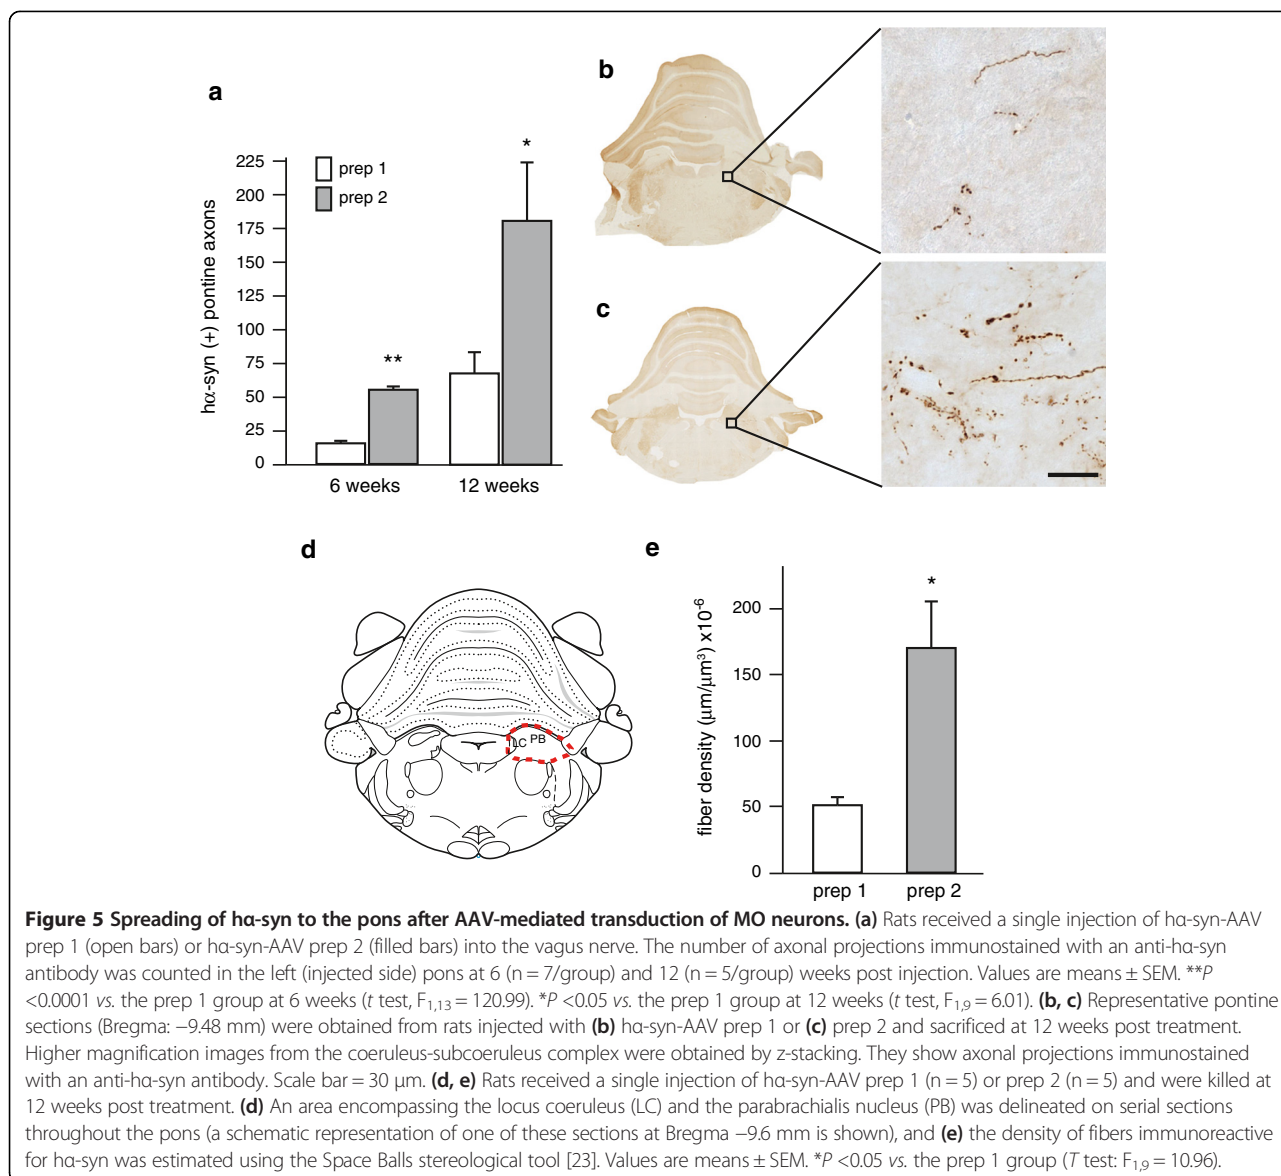 a
225
200
175
150
125
100
75
50
25
0
hα-syn (+) pontine axons
prep 1
prep 2
**
*
6 weeks
12 weeks
b
c
d
LC PB
e
200
150
100
50
0
fiber density (μm/μm³) x10⁻⁶
*
prep 1
prep 2
Figure 5 Spreading of hα-syn to the pons after AAV-mediated transduction of MO neurons. (a) Rats received a single injection of hα-syn-AAV
prep 1 (open bars) or hα-syn-AAV prep 2 (filled bars) into the vagus nerve. The number of axonal projections immunostained with an anti-hα-syn
antibody was counted in the left (injected side) pons at 6 (n = 7/group) and 12 (n = 5/group) weeks post injection. Values are means ± SEM. **P
<0.0001 vs. the prep 1 group at 6 weeks (t test, F1,13 = 120.99). *P <0.05 vs. the prep 1 group at 12 weeks (t test, F1,9 = 6.01). (b, c) Representative pontine
sections (Bregma: −9.48 mm) were obtained from rats injected with (b) hα-syn-AAV prep 1 or (c) prep 2 and sacrificed at 12 weeks post treatment.
Higher magnification images from the coeruleus-subcoeruleus complex were obtained by z-stacking. They show axonal projections immunostained
with an anti-hα-syn antibody. Scale bar = 30 μm. (d, e) Rats received a single injection of hα-syn-AAV prep 1 (n = 5) or prep 2 (n = 5) and were killed at
12 weeks post treatment. (d) An area encompassing the locus coeruleus (LC) and the parabrachialis nucleus (PB) was delineated on serial sections
throughout the pons (a schematic representation of one of these sections at Bregma −9.6 mm is shown), and (e) the density of fibers immunoreactive
for hα-syn was estimated using the Space Balls stereological tool [23]. Values are means ± SEM. *P <0.05 vs. the prep 1 group (T test: F1,9 = 10.96).